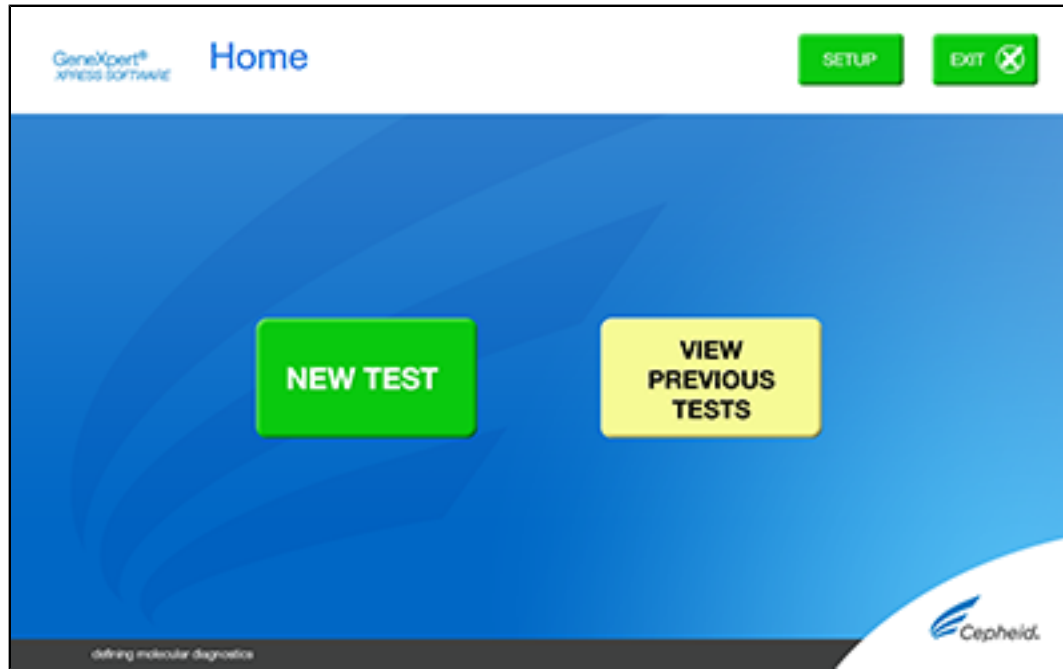 GeneXpert®
XPRESS SOFTWARE
Home
SETUP
EXIT
NEW TEST
VIEW
PREVIOUS
TESTS
Cepheid.
defining molecular diagnostics